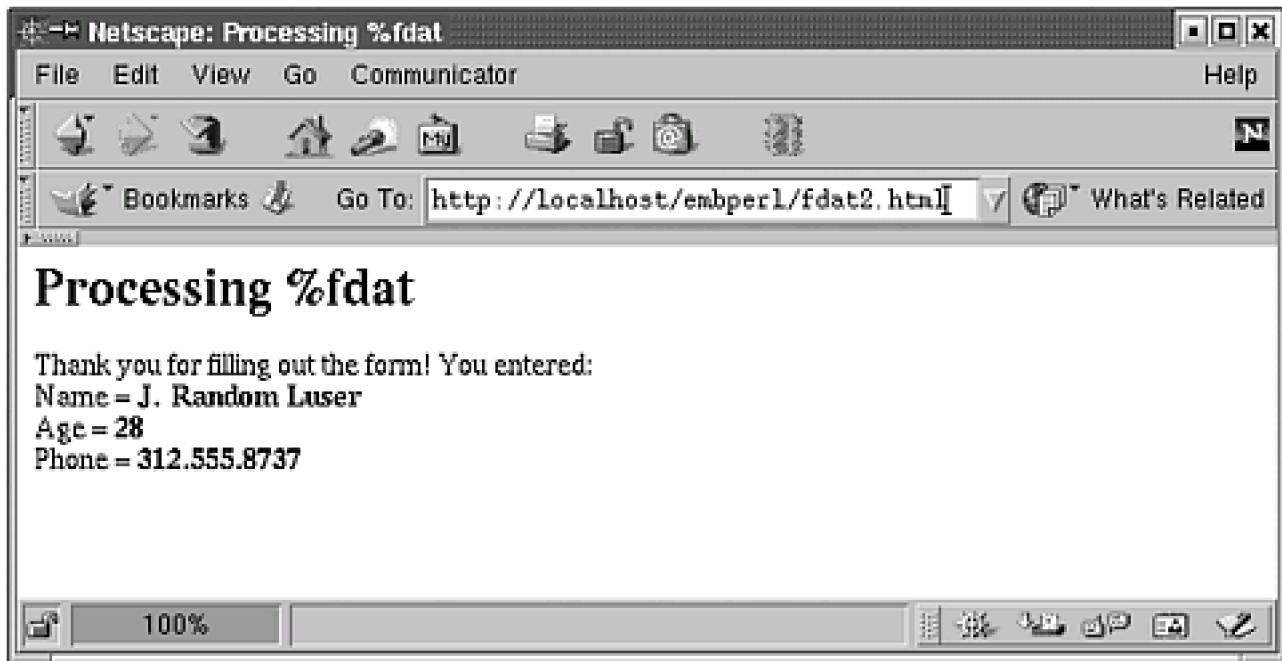 Netscape: Processing %fdat
File Edit View Go Communicator Help
My N
Bookmarks Go To: http://localhost/embperl/fdat2.html What's Related
Processing %fdat
Thank you for filling out the form! You entered:
Name = J. Random Luser
Age = 28
Phone = 312.555.8737
100%